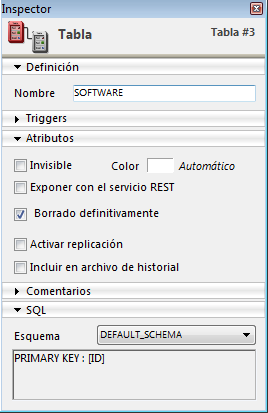 Inspector
Tabla
Tabla #3
Definición
Nombre SOFTWARE
Triggers
Atributos
Invisible Color Automático
Exponer con el servicio REST
Borrado definitivamente
Activar replicación
Incluir en archivo de historial
Comentarios
SQL
Esquema DEFAULT_SCHEMA
PRIMARY KEY : [ID]